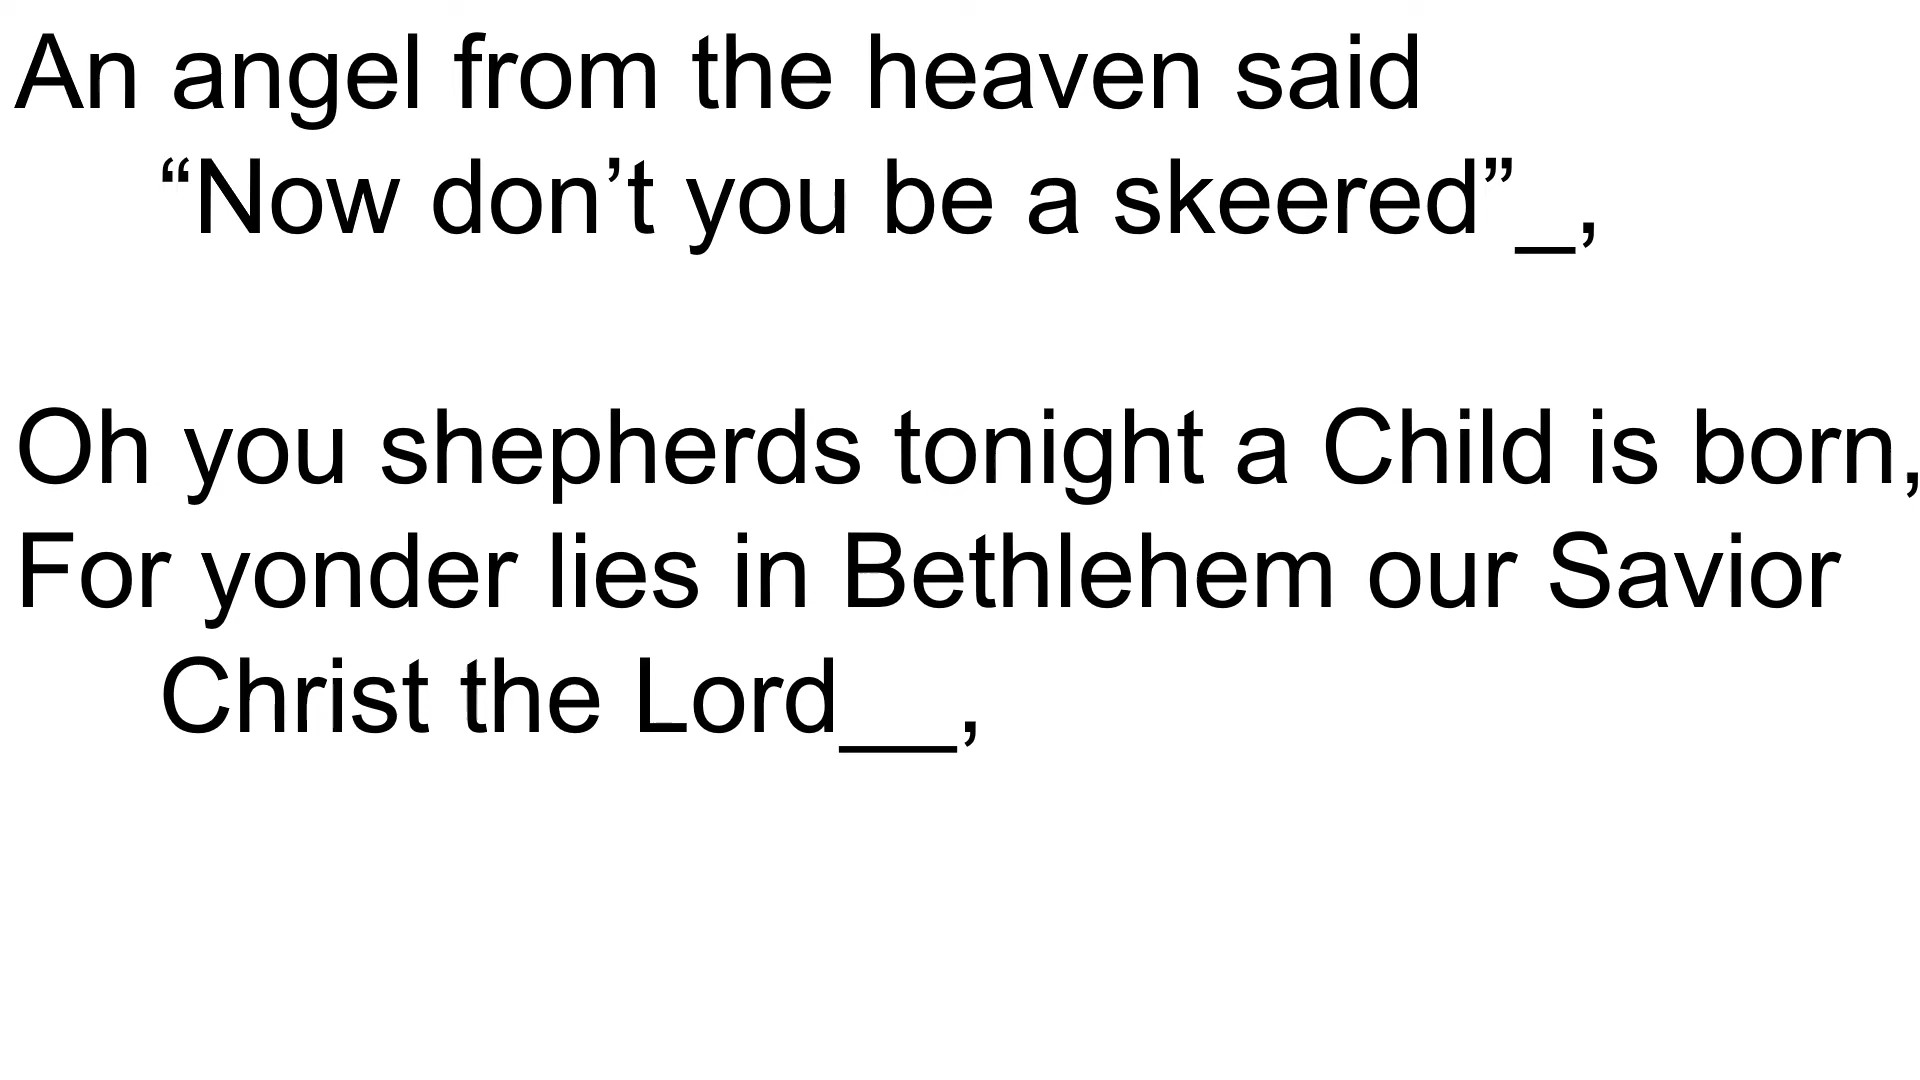 An angel from the heaven said
“Now don’t you be a skeered”_,
Oh you shepherds tonight a Child is born,
For yonder lies in Bethlehem our Savior
Christ the Lord__,